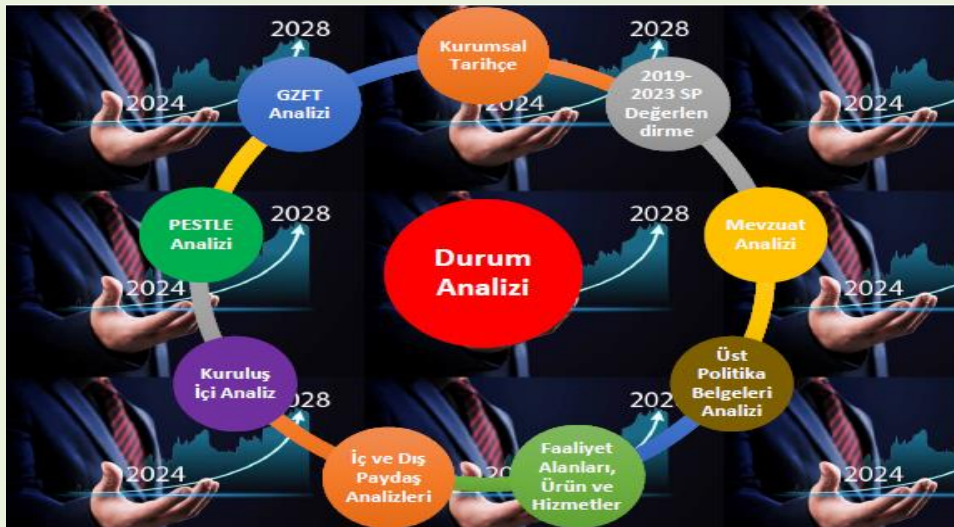 Durum
Analizi
Kurumsal
Tarihçe
2019-
2023 SP
Değerlen
dirme
Mevzuat
Analizi
Üst
Politika
Belgeleri
Analizi
Faaliyet
Alanları,
Ürün ve
Hizmetler
İç ve Dış
Paydaş
Analizleri
Kuruluş
İçi Analiz
PESTLE
Analizi
GZFT
Analizi
2028
2024
2024
2024
2028
2028
2024
2024
2028
202
2024
2024
2024